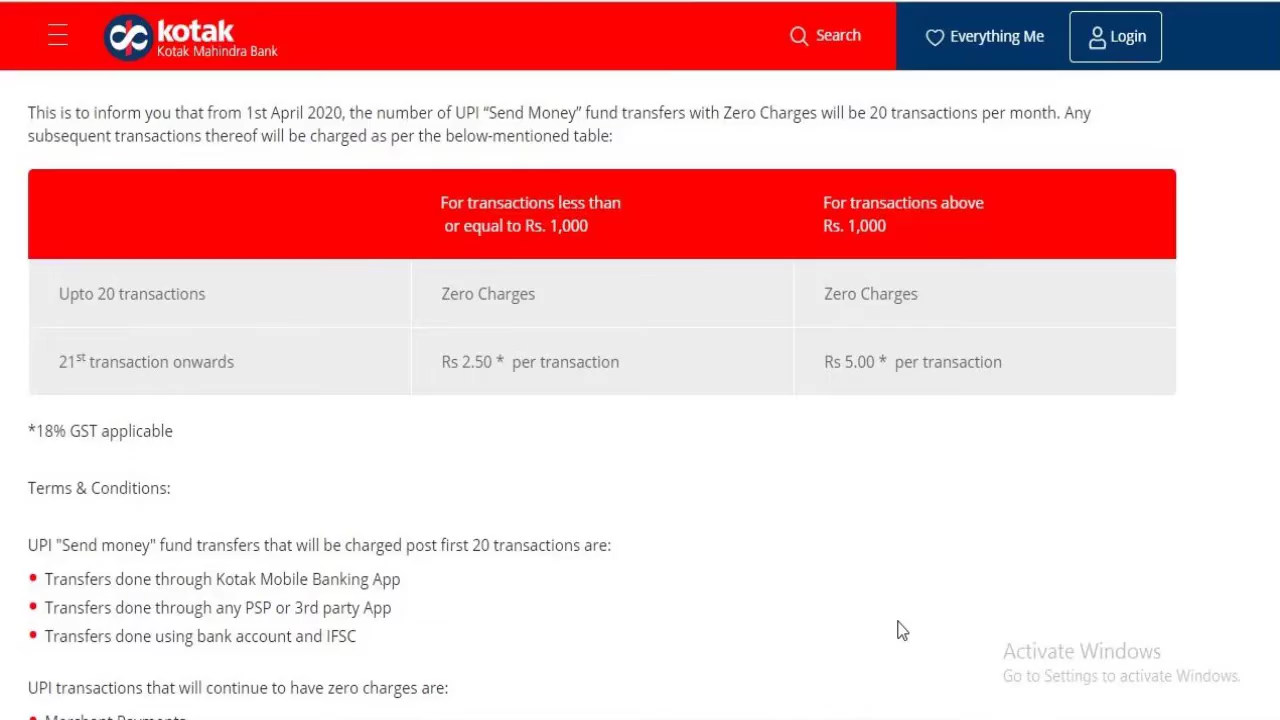 kotak
Kotak Mahindra Bank
Search
Everything Me
Login
This is to inform you that from 1st April 2020, the number of UPI “Send Money” fund transfers with Zero Charges will be 20 transactions per month. Any
subsequent transactions thereof will be charged as per the below-mentioned table:
For transactions less than
or equal to Rs. 1,000
For transactions above
Rs. 1,000
Upto 20 transactions
Zero Charges
Zero Charges
21st transaction onwards
Rs 2.50 * per transaction
Rs 5.00 * per transaction
*18% GST applicable
Terms & Conditions:
UPI "Send money" fund transfers that will be charged post first 20 transactions are:
Transfers done through Kotak Mobile Banking App
Transfers done through any PSP or 3rd party App
Transfers done using bank account and IFSC
UPI transactions that will continue to have zero charges are:
Merchant Payments
Activate Windows
Go to Settings to activate Windows.